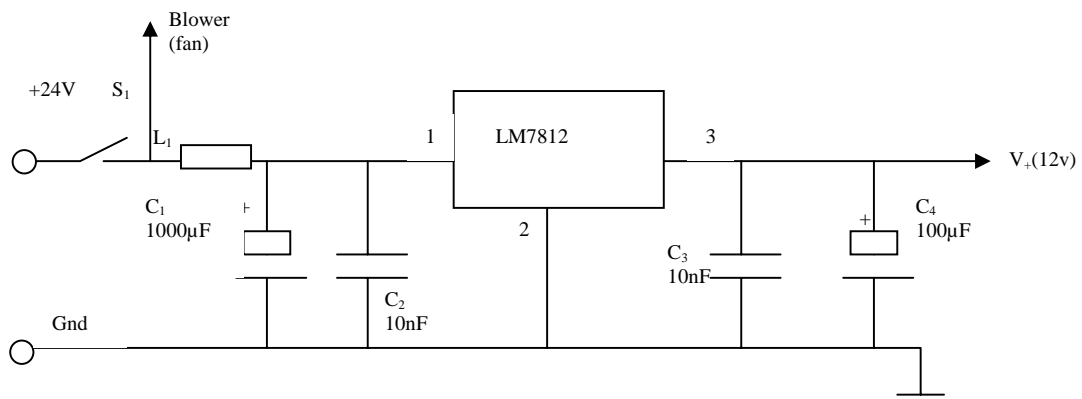 Blower
(fan)
+24V
S₁
L₁
1
LM7812
3
V₊(12v)
C₁
1000µF
+
2
C₃
10nF
+
C₄
100µF
C₂
10nF
Gnd